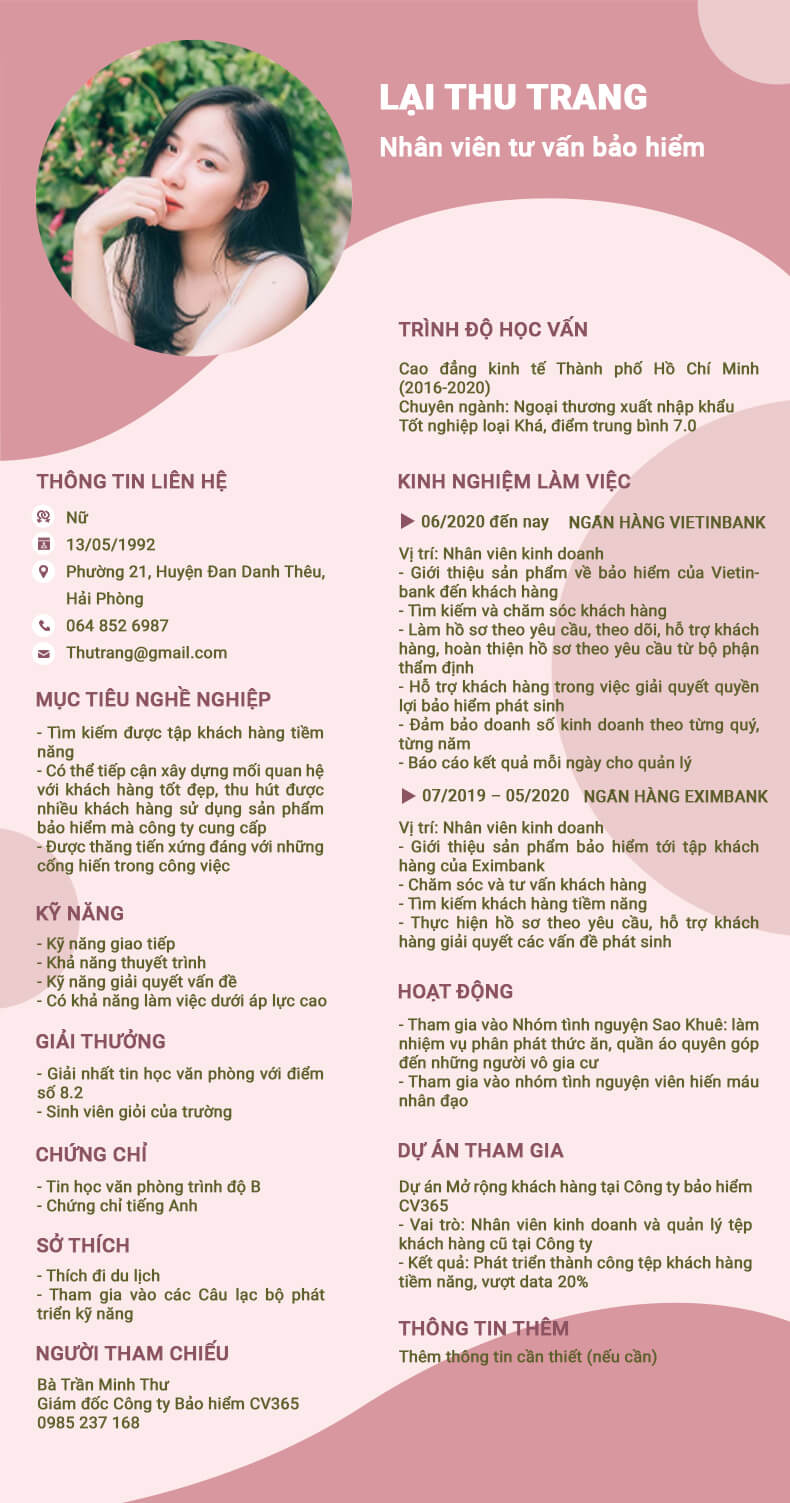 LẠI THU TRANG
Nhân viên tư vấn bảo hiểm
THÔNG TIN LIÊN HỆ
Nữ
13/05/1992
Phường 21, Huyện Đan Danh Thêu,
Hải Phòng
064 852 6987
Thutrang@gmail.com
MỤC TIÊU NGHỀ NGHIỆP
- Tìm kiếm được tập khách hàng tiềm
năng
- Có thể tiếp cận xây dựng mối quan hệ
với khách hàng tốt đẹp, thu hút được
nhiều khách hàng sử dụng sản phẩm
bảo hiểm mà công ty cung cấp
- Được thăng tiến xứng đáng với những
cống hiến trong công việc
KỸ NĂNG
- Kỹ năng giao tiếp
- Khả năng thuyết trình
- Kỹ năng giải quyết vấn đề
- Có khả năng làm việc dưới áp lực cao
GIẢI THƯỞNG
- Giải nhất tin học văn phòng với điểm
số 8.2
- Sinh viên giỏi của trường
CHỨNG CHỈ
- Tin học văn phòng trình độ B
- Chứng chỉ tiếng Anh
SỞ THÍCH
- Thích đi du lịch
- Tham gia vào các Câu lạc bộ phát
triển kỹ năng
NGƯỜI THAM CHIẾU
Bà Trần Minh Thư
Giám đốc Công ty Bảo hiểm CV365
0985 237 168
TRÌNH ĐỘ HỌC VẤN
Cao đẳng kinh tế Thành phố Hồ Chí Minh
(2016-2020)
Chuyên ngành: Ngoại thương xuất nhập khẩu
Tốt nghiệp loại Khá, điểm trung bình 7.0
KINH NGHIỆM LÀM VIỆC
06/2020 đến nay NGÂN HÀNG VIETINBANK
Vị trí: Nhân viên kinh doanh
- Giới thiệu sản phẩm về bảo hiểm của Vietin-
bank đến khách hàng
- Tìm kiếm và chăm sóc khách hàng
- Làm hồ sơ theo yêu cầu, theo dõi, hỗ trợ khách
hàng, hoàn thiện hồ sơ theo yêu cầu từ bộ phận
thẩm định
- Hỗ trợ khách hàng trong việc giải quyết quyền
lợi bảo hiểm phát sinh
- Đảm bảo doanh số kinh doanh theo từng quý,
từng năm
- Báo cáo kết quả mỗi ngày cho quản lý
07/2019 – 05/2020 NGÂN HÀNG EXIMBANK
Vị trí: Nhân viên kinh doanh
- Giới thiệu sản phẩm bảo hiểm tới tập khách
hàng của Eximbank
- Chăm sóc và tư vấn khách hàng
- Tìm kiếm khách hàng tiềm năng
- Thực hiện hồ sơ theo yêu cầu, hỗ trợ khách
hàng giải quyết các vấn đề phát sinh
HOẠT ĐỘNG
- Tham gia vào Nhóm tình nguyện Sao Khuê: làm
nhiệm vụ phân phát thức ăn, quần áo quyên góp
đến những người vô gia cư
- Tham gia vào nhóm tình nguyện viên hiến máu
nhân đạo
DỰ ÁN THAM GIA
Dự án Mở rộng khách hàng tại Công ty bảo hiểm
CV365
- Vai trò: Nhân viên kinh doanh và quản lý tệp
khách hàng cũ tại Công ty
- Kết quả: Phát triển thành công tệp khách hàng
tiềm năng, vượt data 20%
THÔNG TIN THÊM
Thêm thông tin cần thiết (nếu cần)